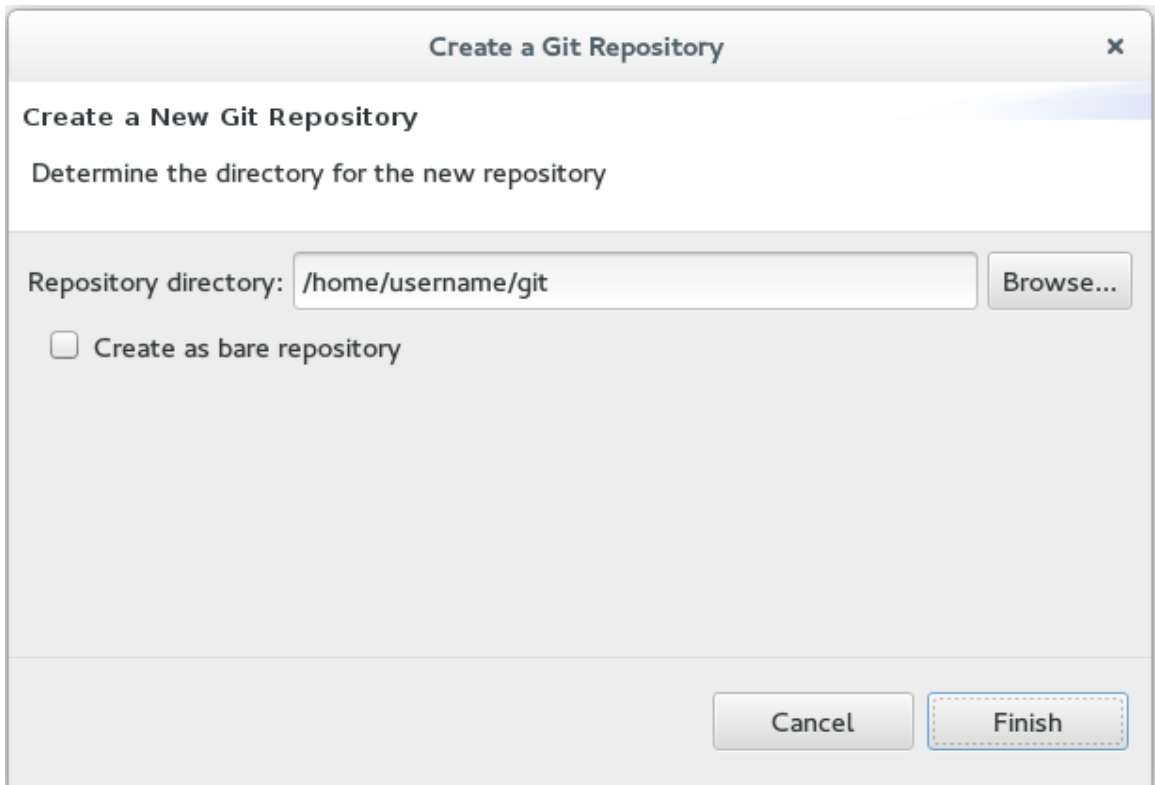 Create a Git Repository
Create a New Git Repository
Determine the directory for the new repository
Repository directory: /home/username/git Browse...
Create as bare repository
Cancel Finish